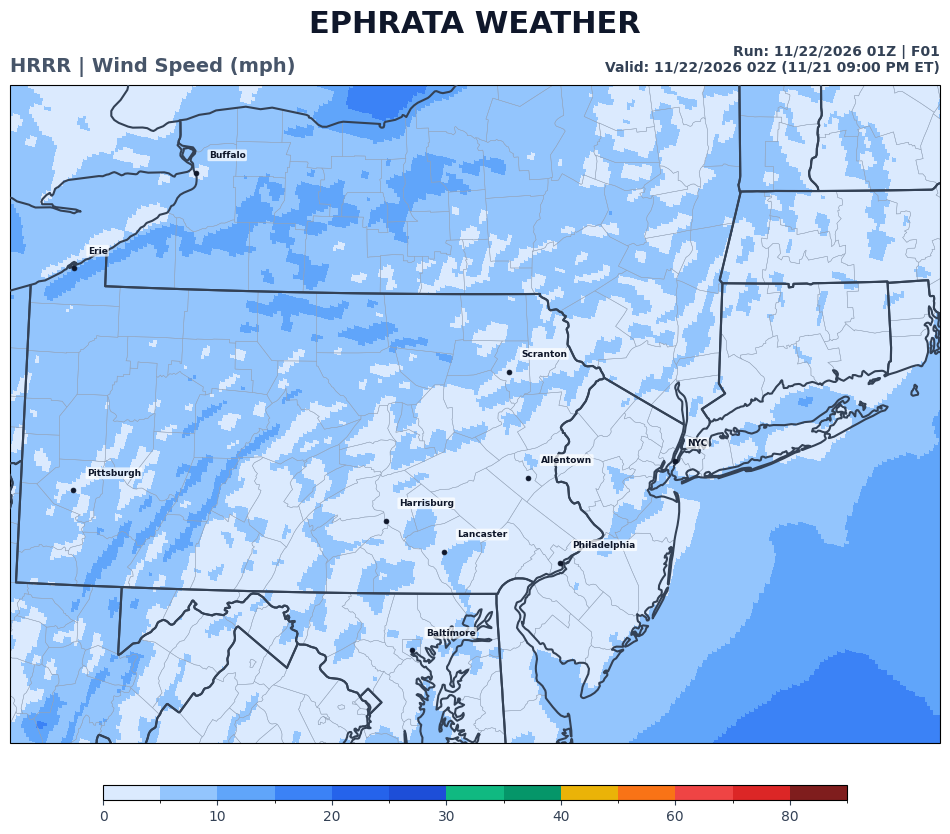 EPHRATA WEATHER
HRRR | Wind Speed (mph)
Run: 11/22/2026 01Z | F01
Valid: 11/22/2026 02Z (11/21 09:00 PM ET)
Buffalo
Erie
Scranton
NYC
Allentown
Pittsburgh
Harrisburg
Lancaster
Philadelphia
Baltimore
0 10 20 30 40 60 80